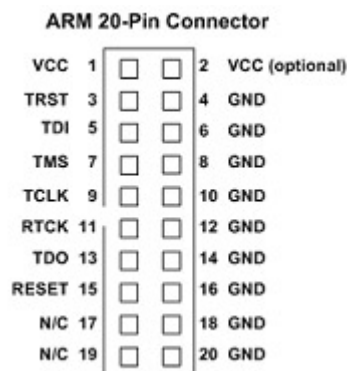 ARM 20-Pin Connector
VCC 1 2 VCC (optional)
TRST 3 4 GND
TDI 5 6 GND
TMS 7 8 GND
TCLK 9 10 GND
RTCK 11 12 GND
TDO 13 14 GND
RESET 15 16 GND
N/C 17 18 GND
N/C 19 20 GND